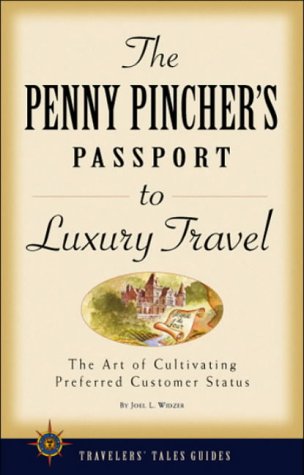 The
PENNY PINCHER'S
PASSPORT
to
Luxury Travel
The Art of Cultivating
Preferred Customer Status
BY JOEL L. WIDZER
TRAVELERS' TALES GUIDES